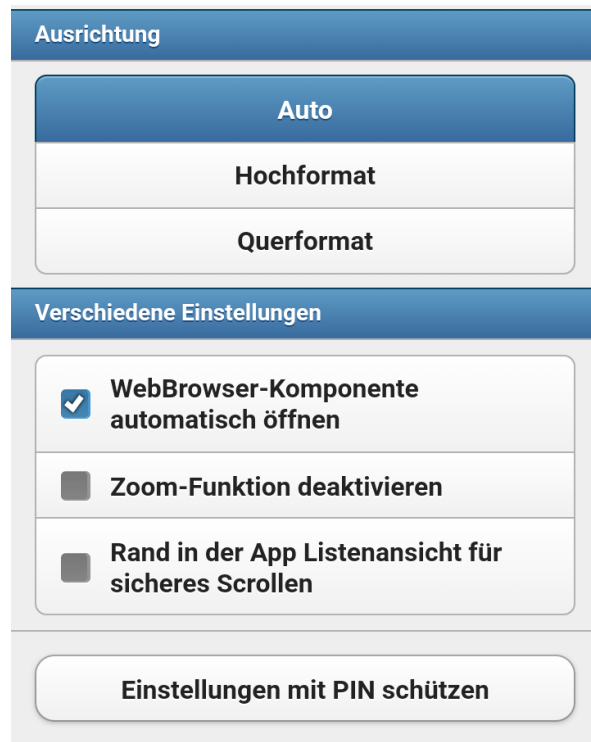 Ausrichtung
Auto
Hochformat
Querformat
Verschiedene Einstellungen
WebBrowser-Komponente
automatisch öffnen
Zoom-Funktion deaktivieren
Rand in der App Listenansicht für
sicheres Scrollen
Einstellungen mit PIN schützen